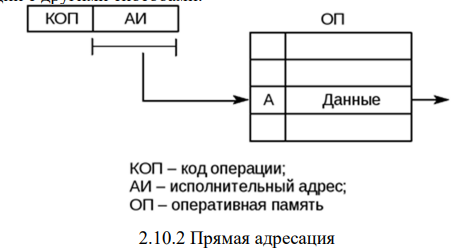 КОП АИ ОП
А Данные
КОП – код операции;
АИ – исполнительный адрес;
ОП – оперативная память
2.10.2 Прямая адресация